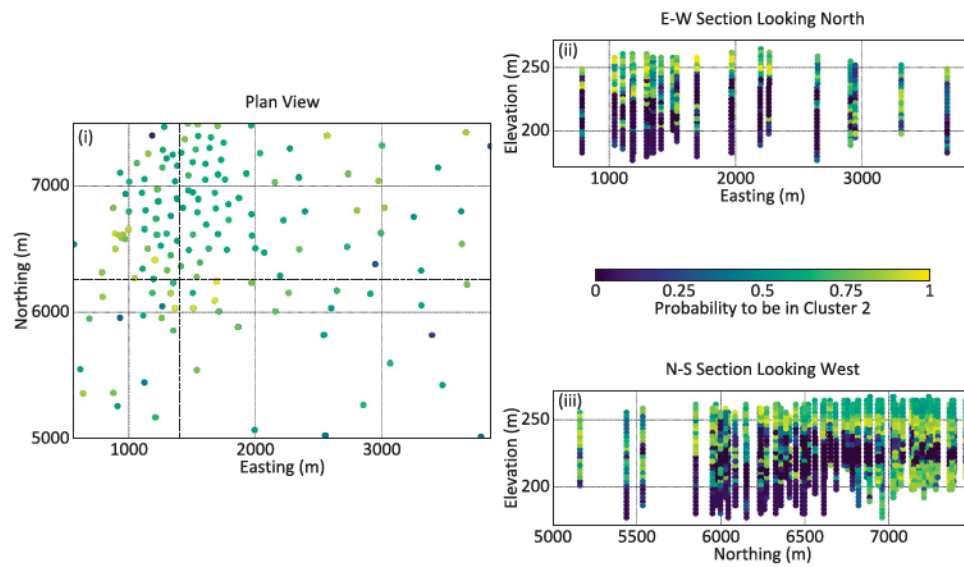 Plan View
(i)
7000
6000
5000
Northing (m)
1000
2000
3000
Easting (m)
E-W Section Looking North
(ii)
250
200
Elevation (m)
1000
2000
3000
Easting (m)
0
0.25
0.5
0.75
1
Probability to be in Cluster 2
N-S Section Looking West
(iii)
250
200
Elevation (m)
5000
5500
6000
6500
7000
Northing (m)